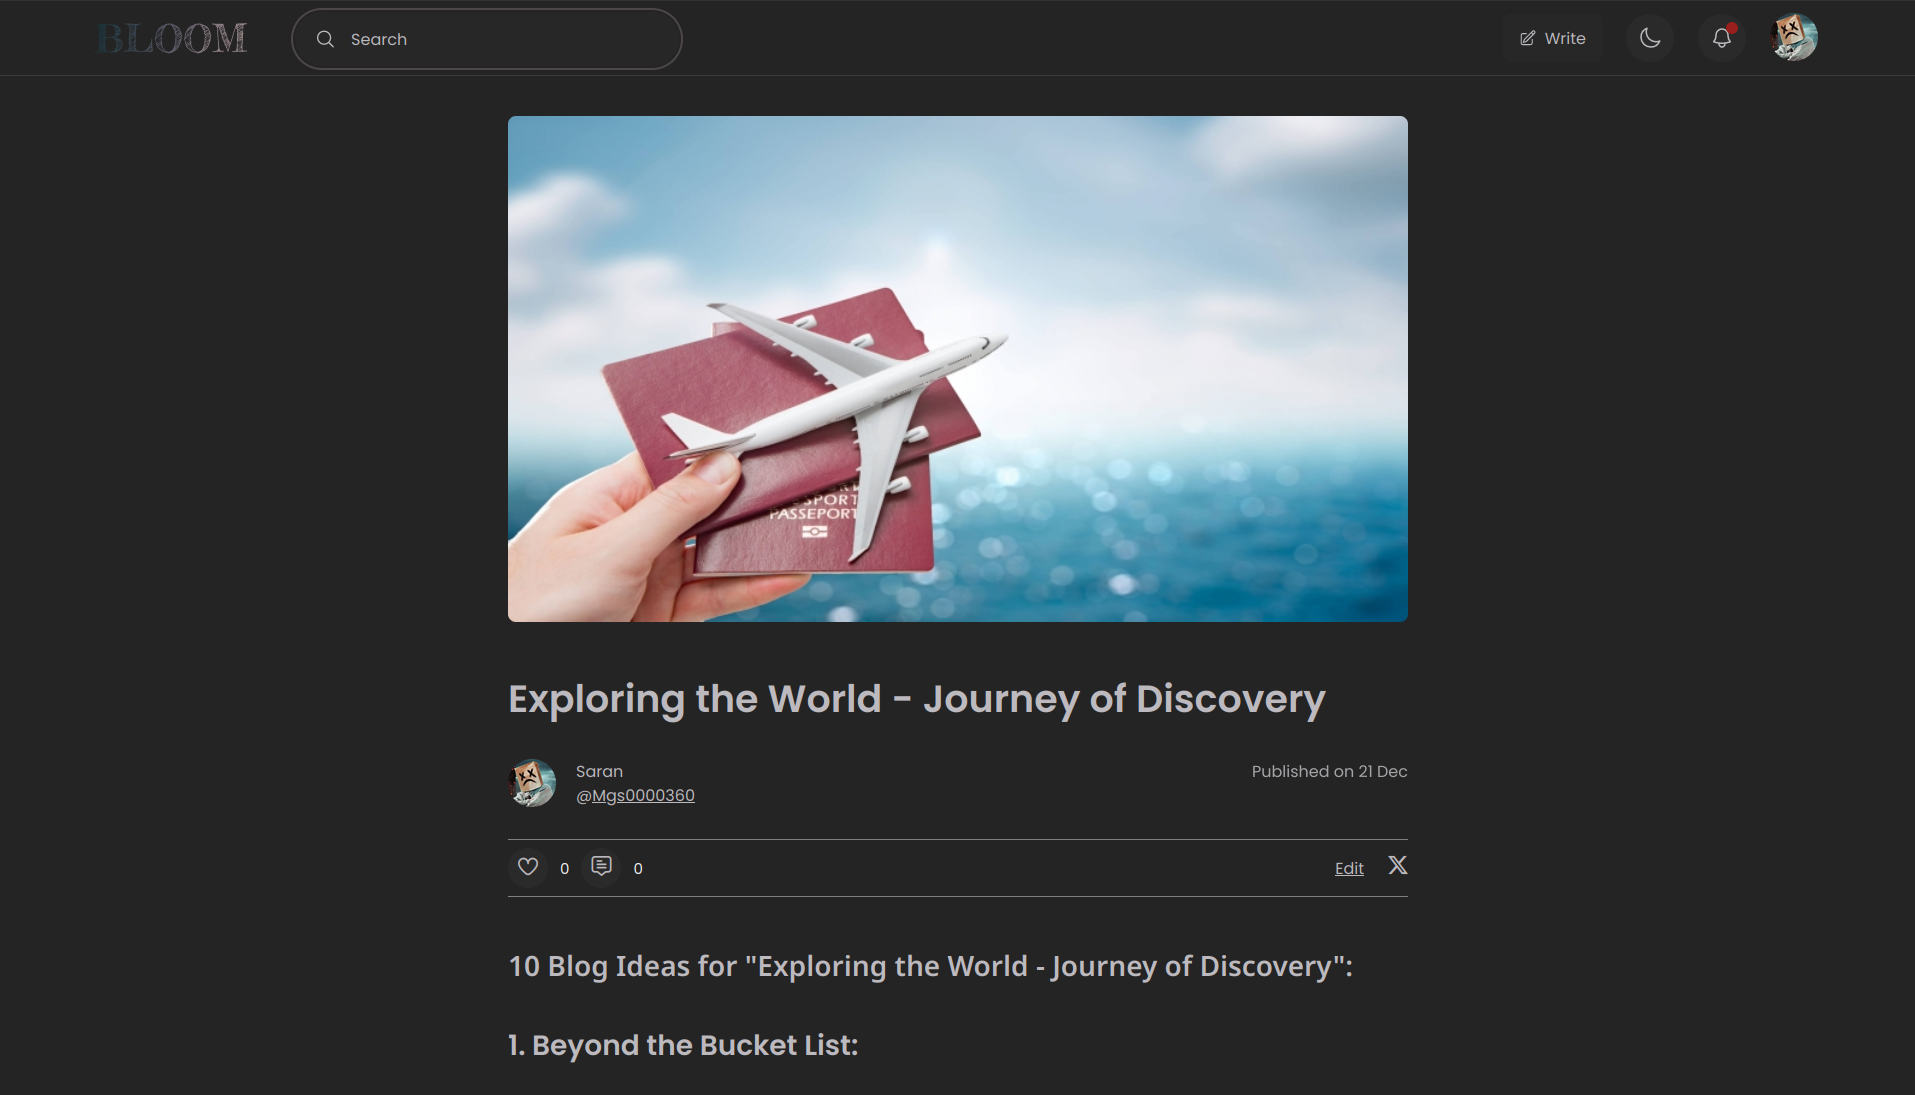 BLOOM
Search
Write
SPORT
PASSEPORT
Exploring the World - Journey of Discovery
Saran
@Mgs0000360
Published on 21 Dec
0
0
Edit
10 Blog Ideas for "Exploring the World - Journey of Discovery":
1. Beyond the Bucket List: